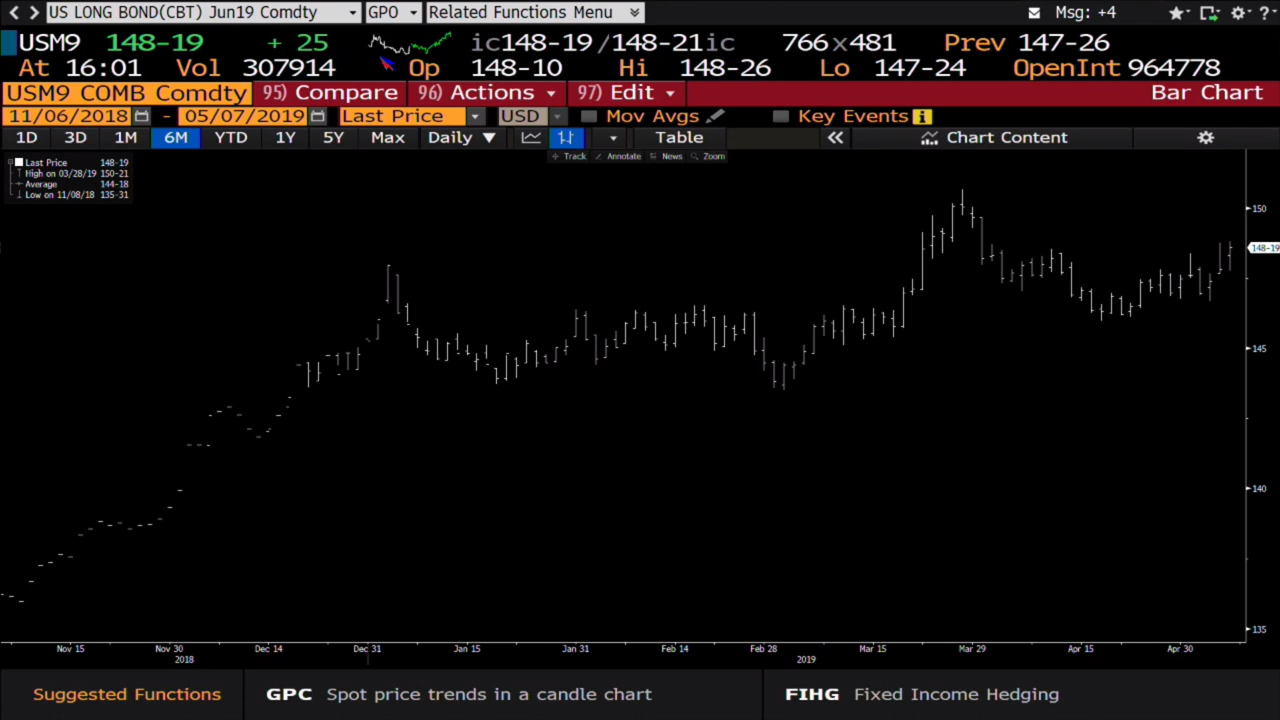 US LONG BOND(CBT) Jun19 Comdty GPO Related Functions Menu Msg: +4 ?
USM9 148-19 + 25 ic148-19/148-21ic 766x481 Prev 147-26
At 16:01 Vol 307914 Op 148-10 Hi 148-26 Lo 147-24 OpenInt 964778
USM9 COMB Comdty 95) Compare 96) Actions 97) Edit Bar Chart
11/06/2018 - 05/07/2019 Last Price USD Mov Avgs Key Events i
1D 3D 1M 6M YTD 1Y 5Y Max Daily ▼ Table « Chart Content
Track Annotate News Zoom
Last Price 148-19
High on 03/28/19 150-21
Average 144-18
Low on 11/08/18 135-31
150
148-19
145
140
135
Nov 15 Nov 30 Dec 14 Dec 31 Jan 15 Jan 31 Feb 14 Feb 28 Mar 15 Mar 29 Apr 15 Apr 30
2018 2019
Suggested Functions GPC Spot price trends in a candle chart FIHG Fixed Income Hedging